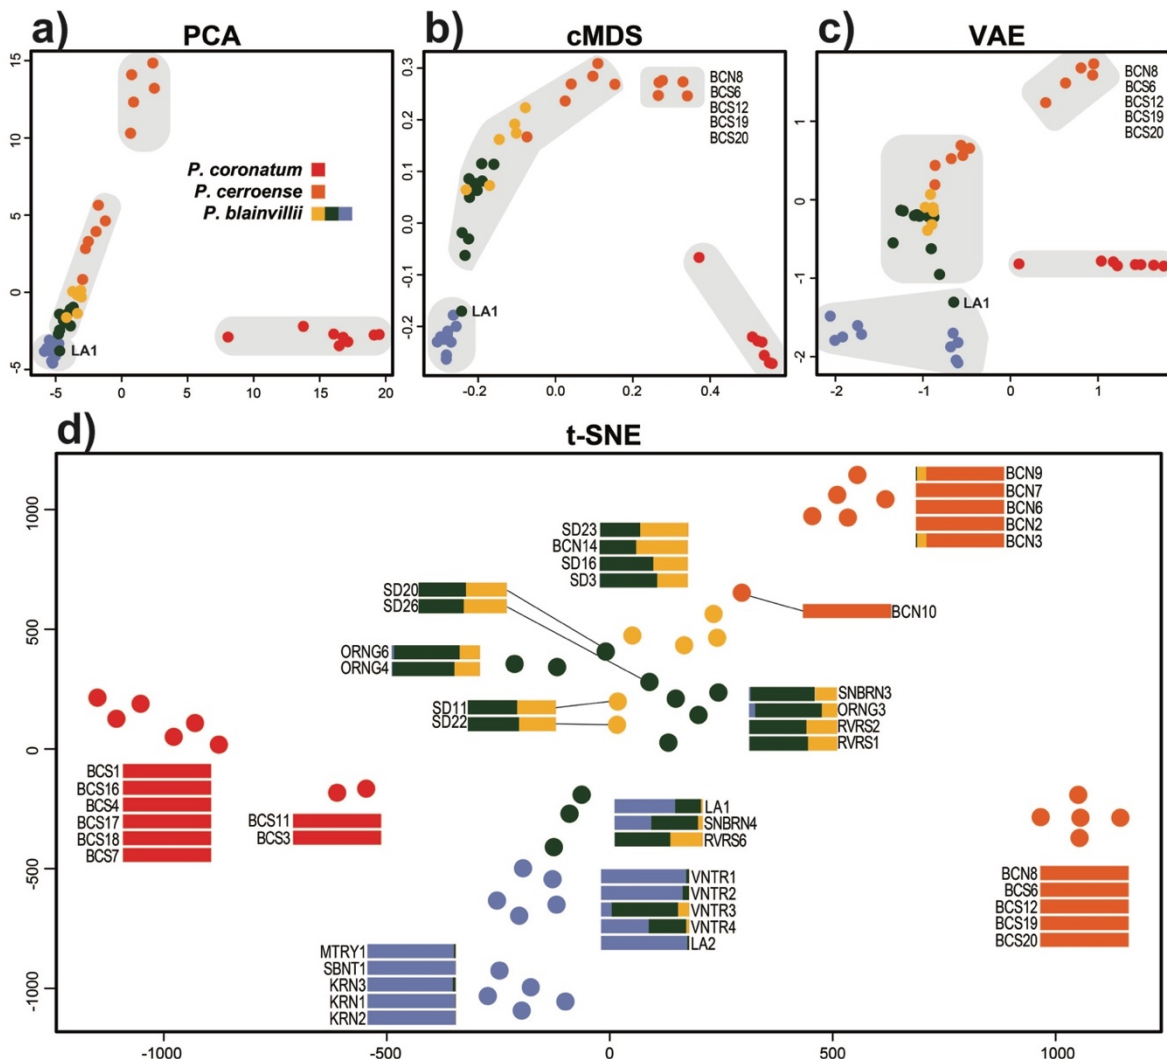 a)
PCA
15
10
5
0
-5
-5
0
5
10
15
20
P. coronatum
P. cerroense
P. blainvillii
LA1
b)
cMDS
0.3
0.2
0.1
0.0
-0.1
-0.2
-0.2
0.0
0.2
0.4
0.6
BCN8
BCS6
BCS12
BCS19
BCS20
LA1
c)
VAE
1
0
-1
-2
-2
-1
0
1
BCN8
BCS6
BCS12
BCS19
BCS20
LA1
d)
t-SNE
1000
500
0
-500
-1000
-1000
-500
0
500
1000
BCN9
BCN7
BCN6
BCN2
BCN3
SD23
BCN14
SD16
SD3
SD20
SD26
BCN10
ORNG6
ORNG4
SD11
SD22
SNBRN3
ORNG3
RVRS2
RVRS1
BCS1
BCS16
BCS4
BCS17
BCS18
BCS7
BCS11
BCS3
LA1
SNBRN4
RVRS6
VNTR1
VNTR2
VNTR3
VNTR4
LA2
BCN8
BCS6
BCS12
BCS19
BCS20
MTRY1
SBNT1
KRN3
KRN1
KRN2